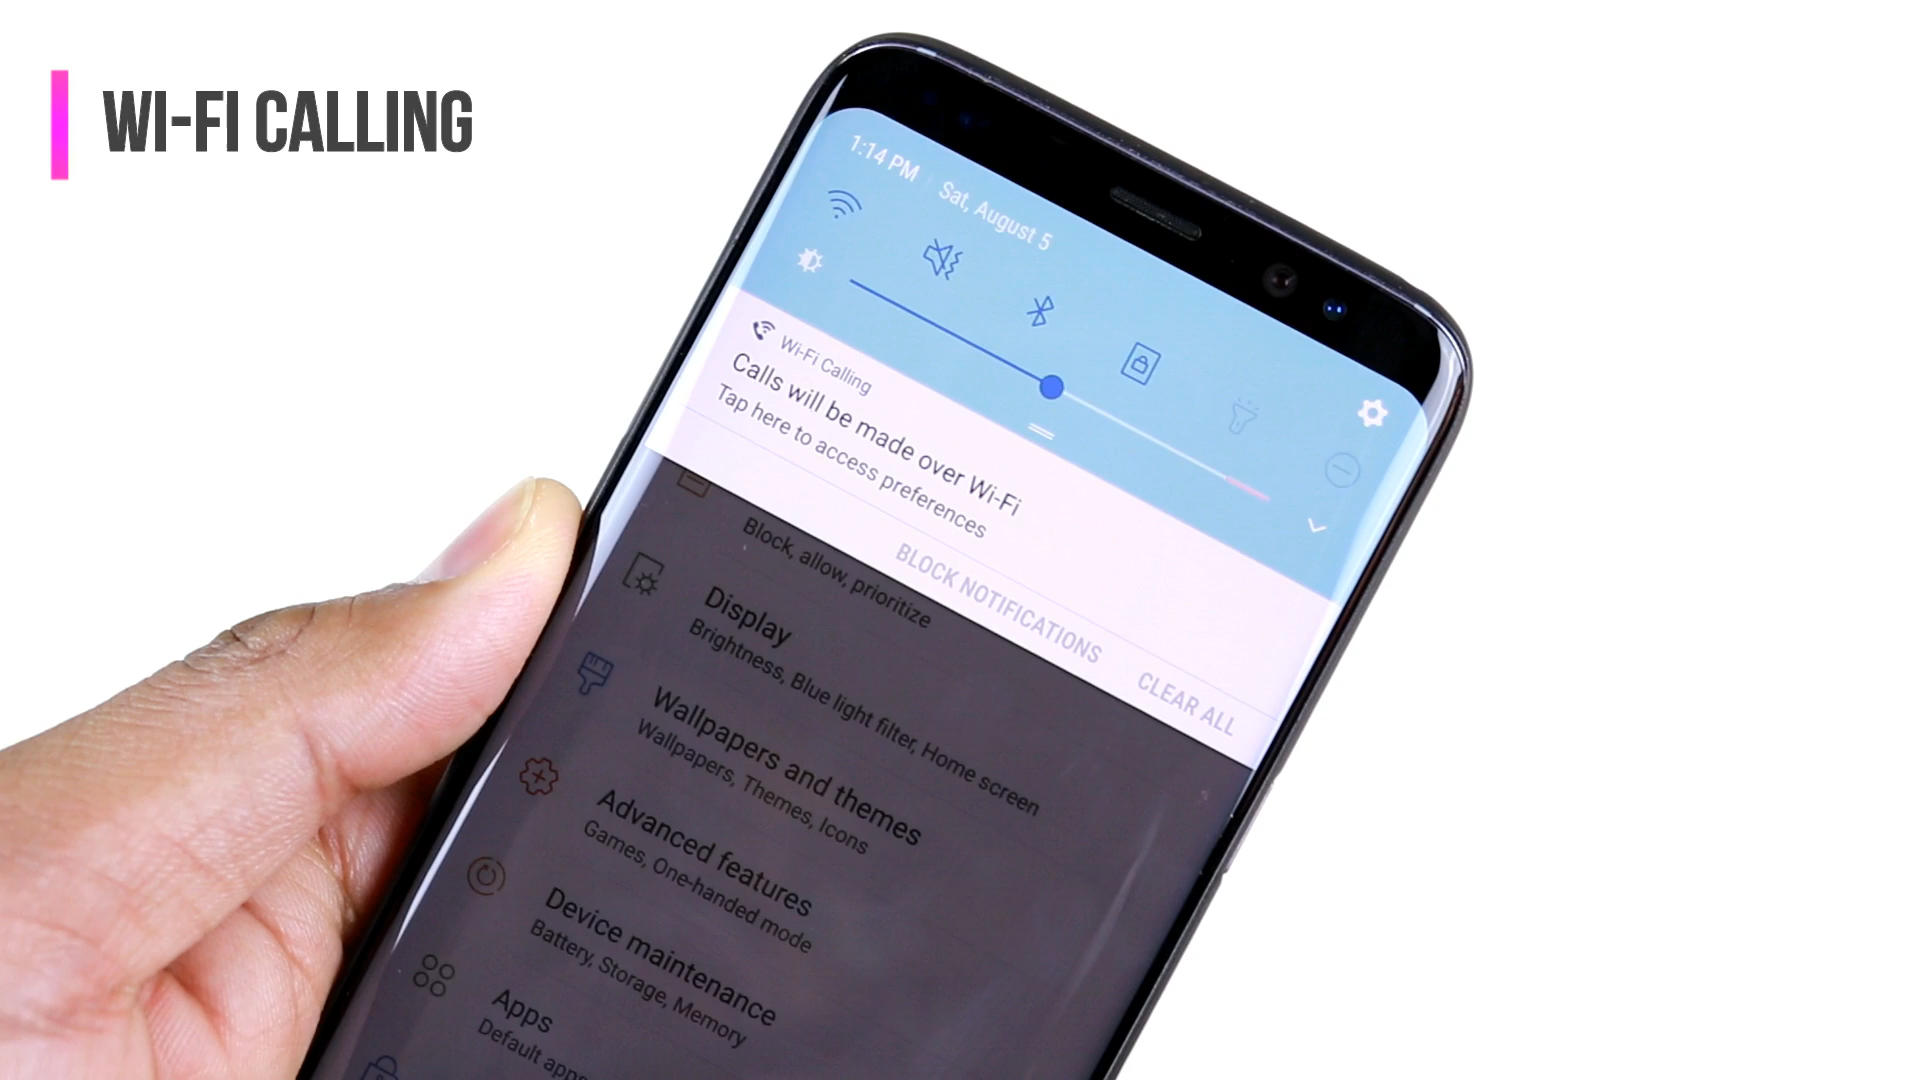 WI-FI CALLING
1:14 PM
Sat, August 5
Wi-Fi Calling
Calls will be made over Wi-Fi
Tap here to access preferences
BLOCK NOTIFICATIONS
CLEAR ALL
Block, allow, prioritize
Display
Brightness, Blue light filter, Home screen
Wallpapers and themes
Wallpapers, Themes, Icons
Advanced features
Games, One-handed mode
Device maintenance
Battery, Storage, Memory
Apps
Default apps